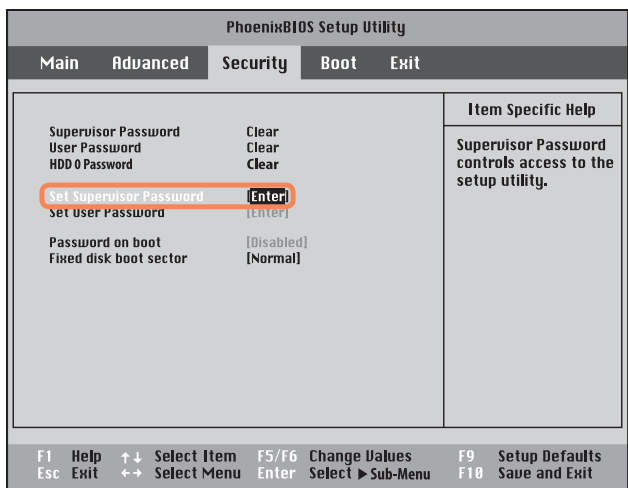 PhoenixBIOS Setup Utility
Main Advanced Security Boot Exit
Item Specific Help
Supervisor Password Clear
User Password Clear
HDD 0 Password Clear
Set Supervisor Password [Enter]
Set User Password [Enter]
Password on boot [Disabled]
Fixed disk boot sector [Normal]
Supervisor Password
controls access to the
setup utility.
F1 Help ↑↓ Select Item F5/F6 Change Values F9 Setup Defaults
Esc Exit ←→ Select Menu Enter Select ▶ Sub-Menu F10 Save and Exit